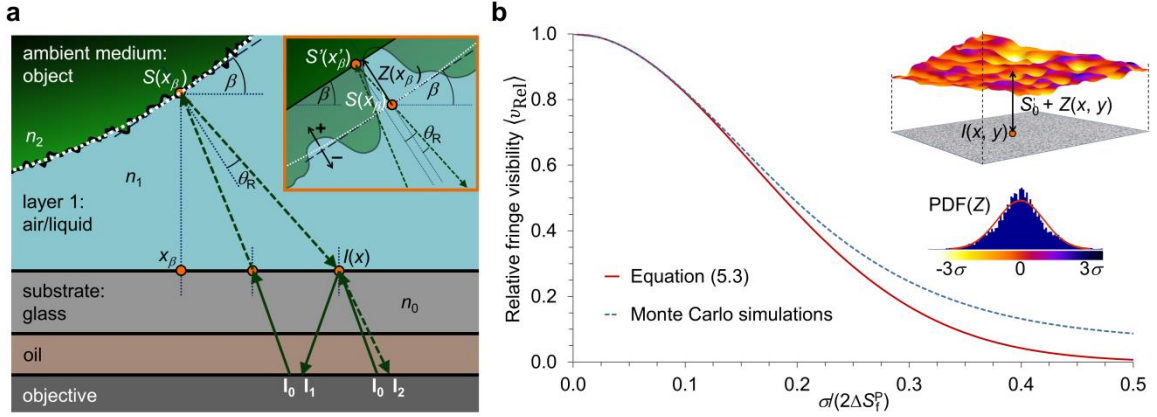 a
ambient medium:
object
S(xβ)
β
n2
n1
θR
layer 1:
air/liquid
xβ
I(x)
substrate:
glass
n0
oil
objective
I0 I1
I0 I2
S'(x'β)
Z(xβ)
β
S(xβ)
β
+
−
θR
b
Relative fringe visibility ⟨νRel⟩
1.0
0.8
0.6
0.4
0.2
0.0
0.0
0.1
0.2
0.3
0.4
0.5
σ/(2ΔSfP)
Equation (5.3)
Monte Carlo simulations
S0' + Z(x, y)
I(x, y)
PDF(Z)
-3σ
0
3σ